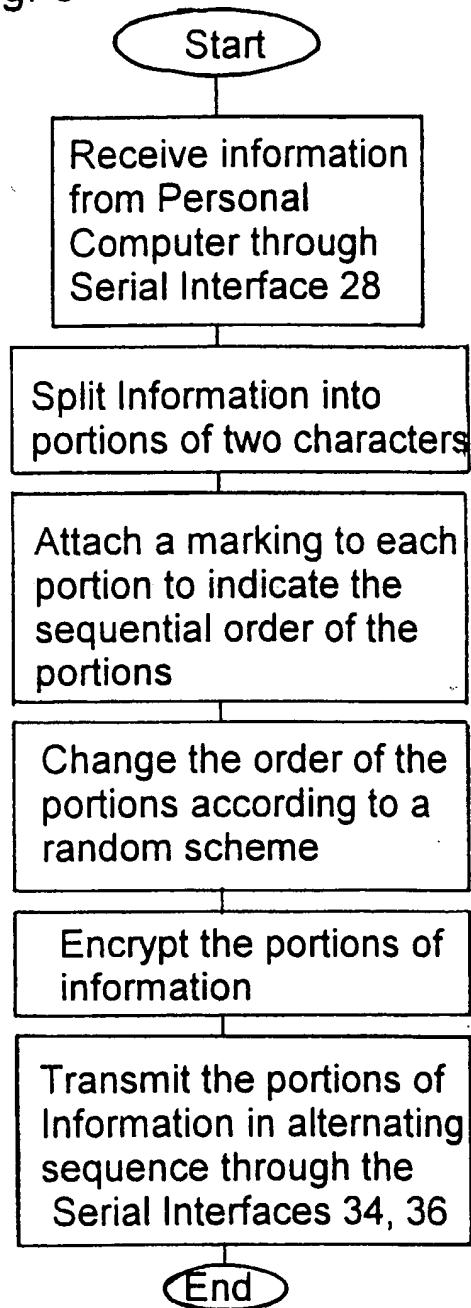 Start
Receive information
from Personal
Computer through
Serial Interface 28
Split Information into
portions of two characters
Attach a marking to each
portion to indicate the
sequential order of the
portions
Change the order of the
portions according to a
random scheme
Encrypt the portions of
information
Transmit the portions of
Information in alternating
sequence through the
Serial Interfaces 34, 36
End